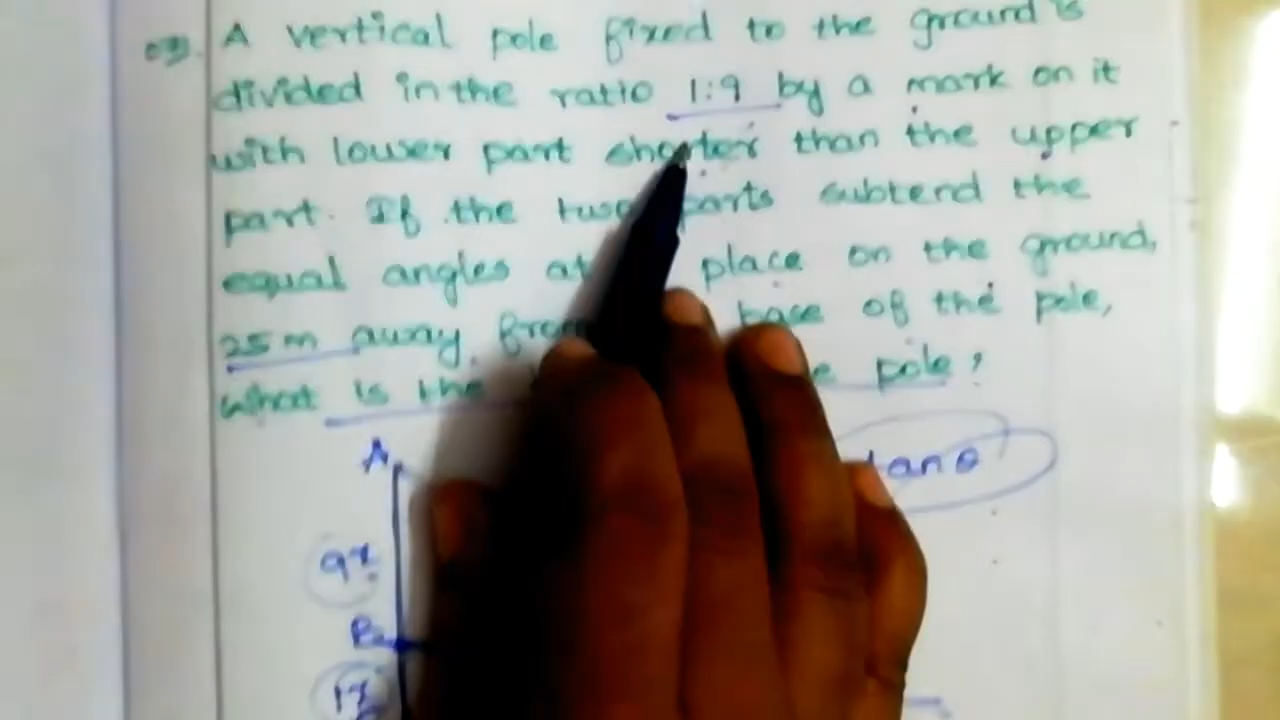 03. A vertical pole fixed to the ground is
divided in the ratio 1:9 by a mark on it
with lower part shorter than the upper
part. If the two parts subtend the
equal angles at place on the ground,
25m away from base of the pole,
what is the pole?
A
tan θ
9x
B
1x